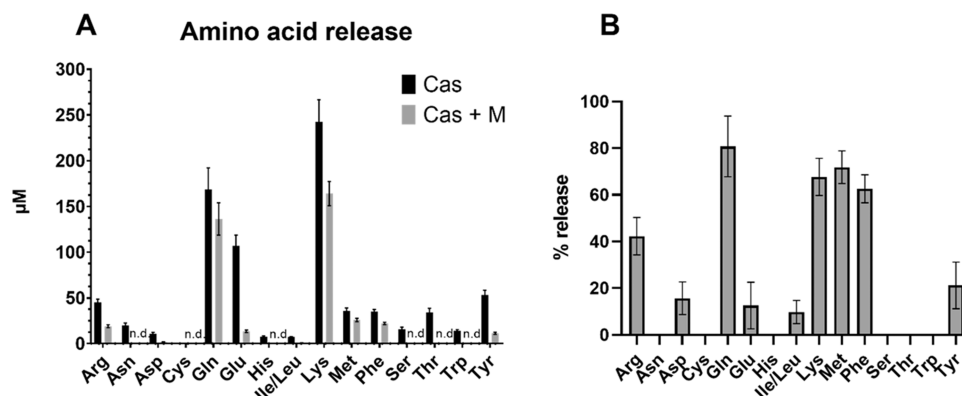 A
Amino acid release
300
250
200
150
100
50
0
µM
Cas
Cas + M
n.d.
n.d.
n.d.
n.d.
n.d.
n.d.
Arg
Asn
Asp
Cys
Gln
Glu
His
Ile/Leu
Lys
Met
Phe
Ser
Thr
Trp
Tyr
B
100
80
60
40
20
0
% release
Arg
Asn
Asp
Cys
Gln
Glu
His
Ile/Leu
Lys
Met
Phe
Ser
Thr
Trp
Tyr